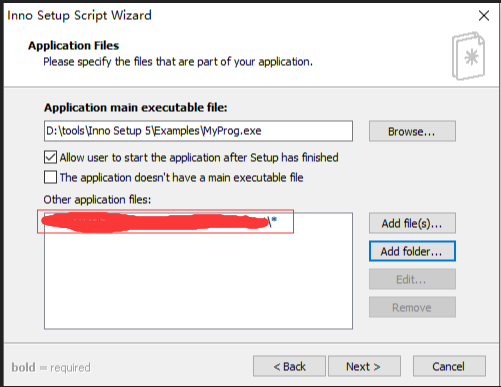 Inno Setup Script Wizard
Application Files
Please specify the files that are part of your application.
Application main executable file:
D:\tools\Inno Setup 5\Examples\MyProg.exe
Browse...
Allow user to start the application after Setup has finished
The application doesn't have a main executable file
Other application files:
\*
Add file(s)...
Add folder...
Edit...
Remove
bold = required
< Back
Next >
Cancel